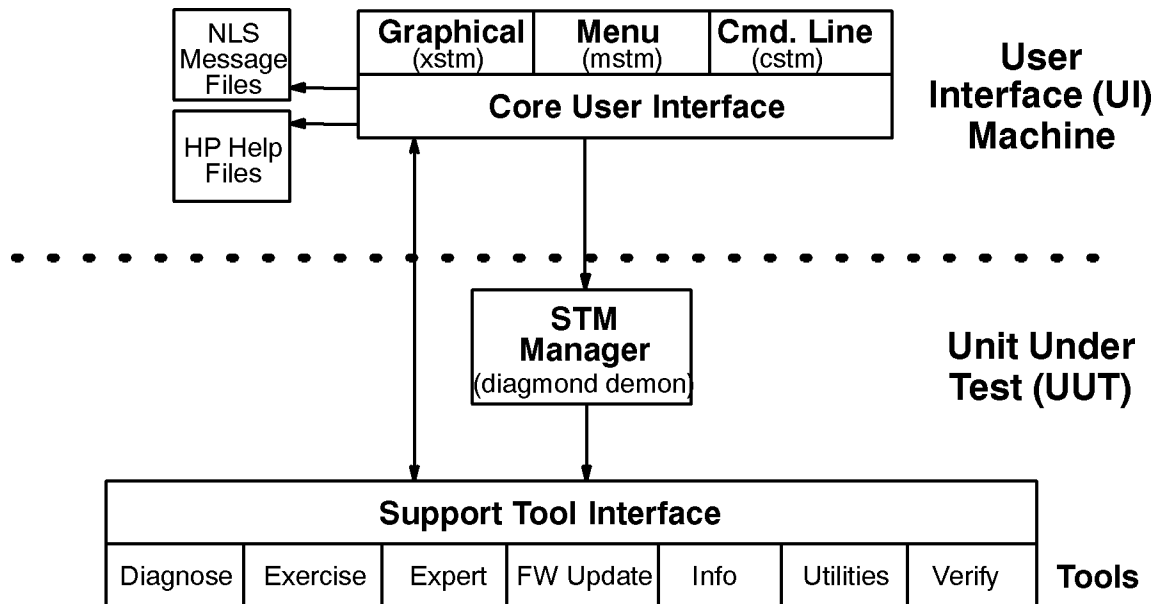 NLS
Message
Files
HP Help
Files
Graphical
(xstm)
Menu
(mstm)
Cmd. Line
(cstm)
Core User Interface
User
Interface (UI)
Machine
STM
Manager
(diagmond demon)
Unit Under
Test (UUT)
Support Tool Interface
Diagnose
Exercise
Expert
FW Update
Info
Utilities
Verify
Tools